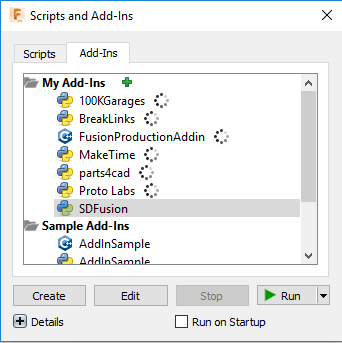 Scripts and Add-Ins
Scripts
Add-Ins
My Add-Ins
100KGarages
BreakLinks
FusionProductionAddin
MakeTime
parts4cad
Proto Labs
SDFusion
Sample Add-Ins
AddInSample
AddInSample
Create
Edit
Stop
Run
Details
Run on Startup